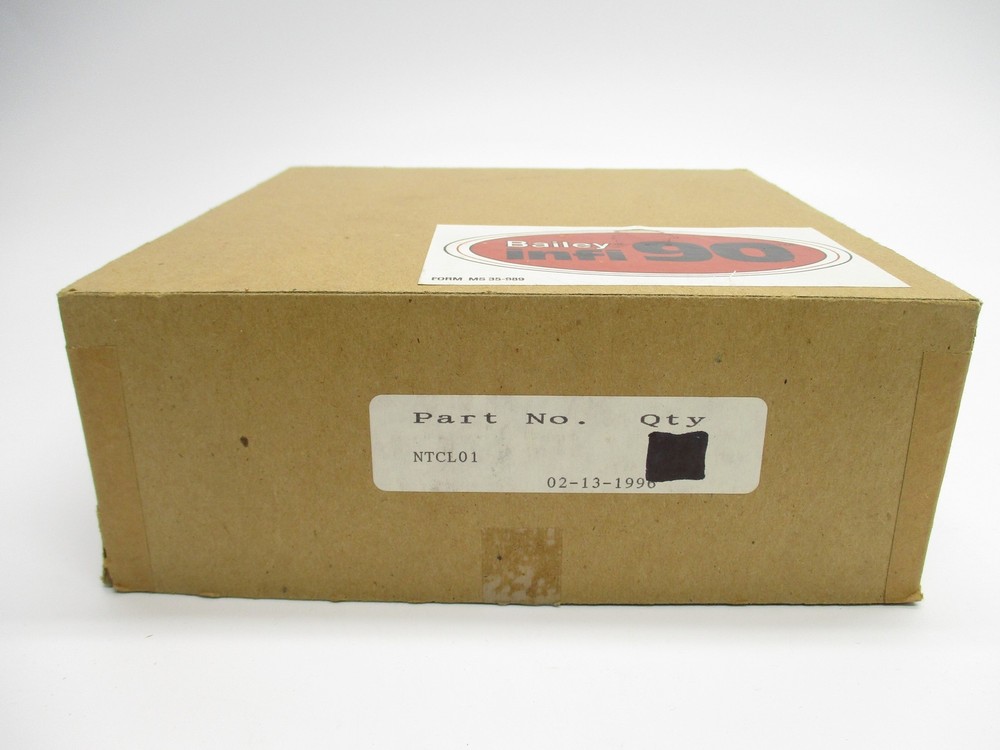 Bailey
infi 90
FORM MS 35-989
Part No. Qty
NTCL01
02-13-1996